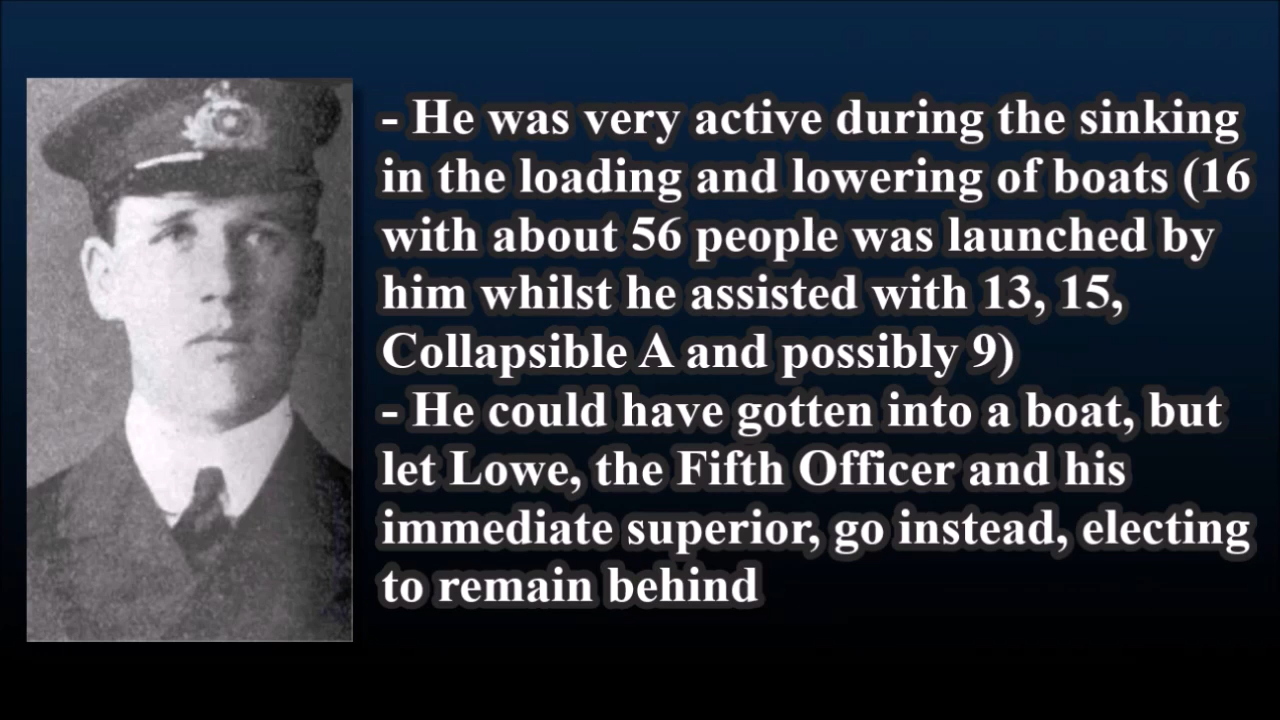 - He was very active during the sinking
in the loading and lowering of boats (16
with about 56 people was launched by
him whilst he assisted with 13, 15,
Collapsible A and possibly 9)
- He could have gotten into a boat, but
let Lowe, the Fifth Officer and his
immediate superior, go instead, electing
to remain behind